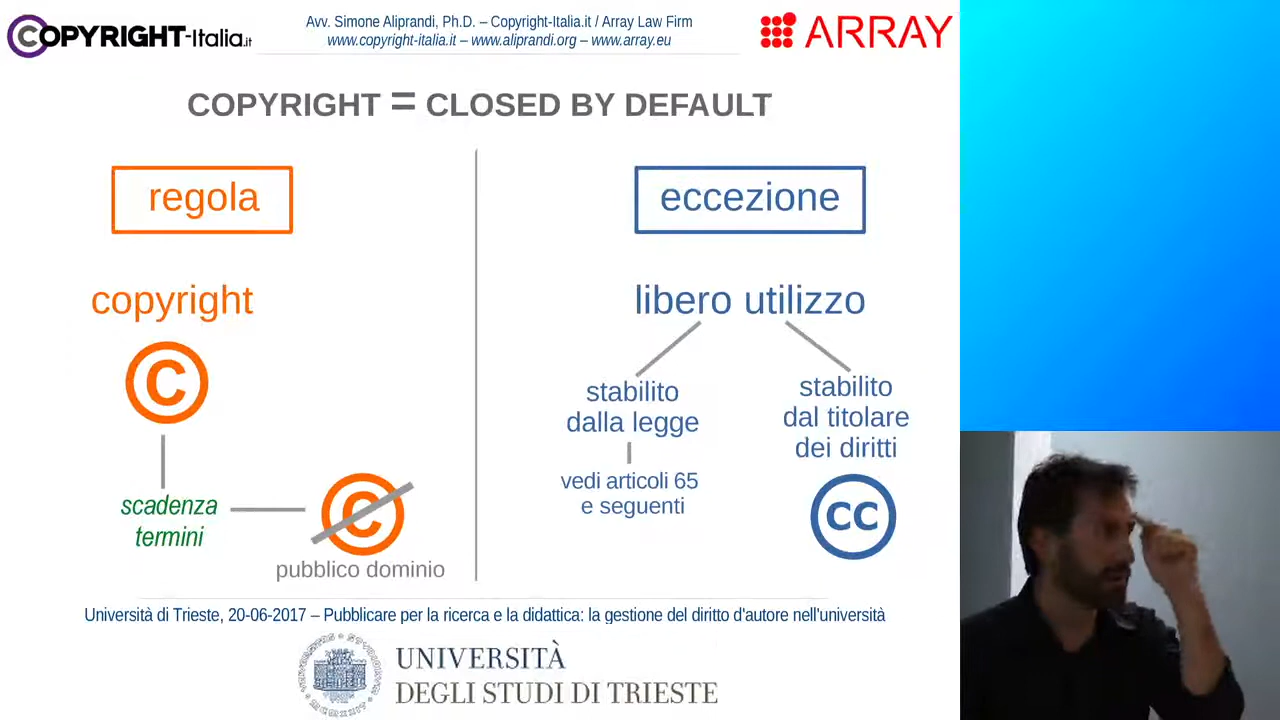 COPYRIGHT-Italia.it
Avv. Simone Aliprandi, Ph.D. – Copyright-Italia.it / Array Law Firm
www.copyright-italia.it – www.aliprandi.org – www.array.eu
ARRAY
COPYRIGHT = CLOSED BY DEFAULT
regola
copyright
C
scadenza
termini
C
pubblico dominio
eccezione
libero utilizzo
stabilito
dalla legge
vedi articoli 65
e seguenti
stabilito
dal titolare
dei diritti
CC
Università di Trieste, 20-06-2017 – Pubblicare per la ricerca e la didattica: la gestione del diritto d'autore nell'università
UNIVERSITÀ
DEGLI STUDI DI TRIESTE